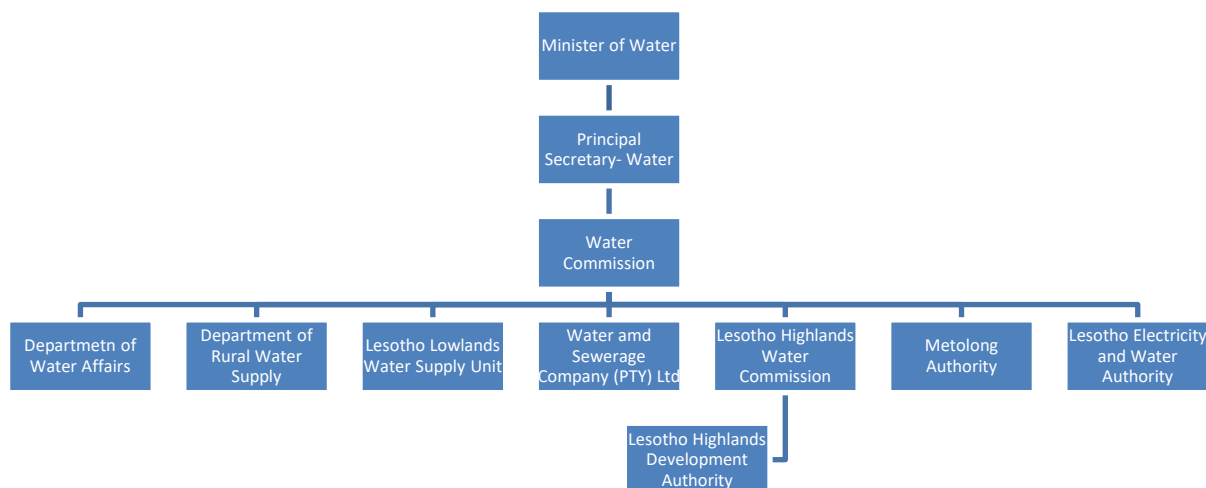 Minister of Water
Principal
Secretary- Water
Water
Commission
Departmetn of
Water Affairs
Department of
Rural Water
Supply
Lesotho Lowlands
Water Supply Unit
Water amd
Sewerage
Company (PTY) Ltd
Lesotho Highlands
Water
Commission
Metolong
Authority
Lesotho Electricity
and Water
Authority
Lesotho Highlands
Development
Authority